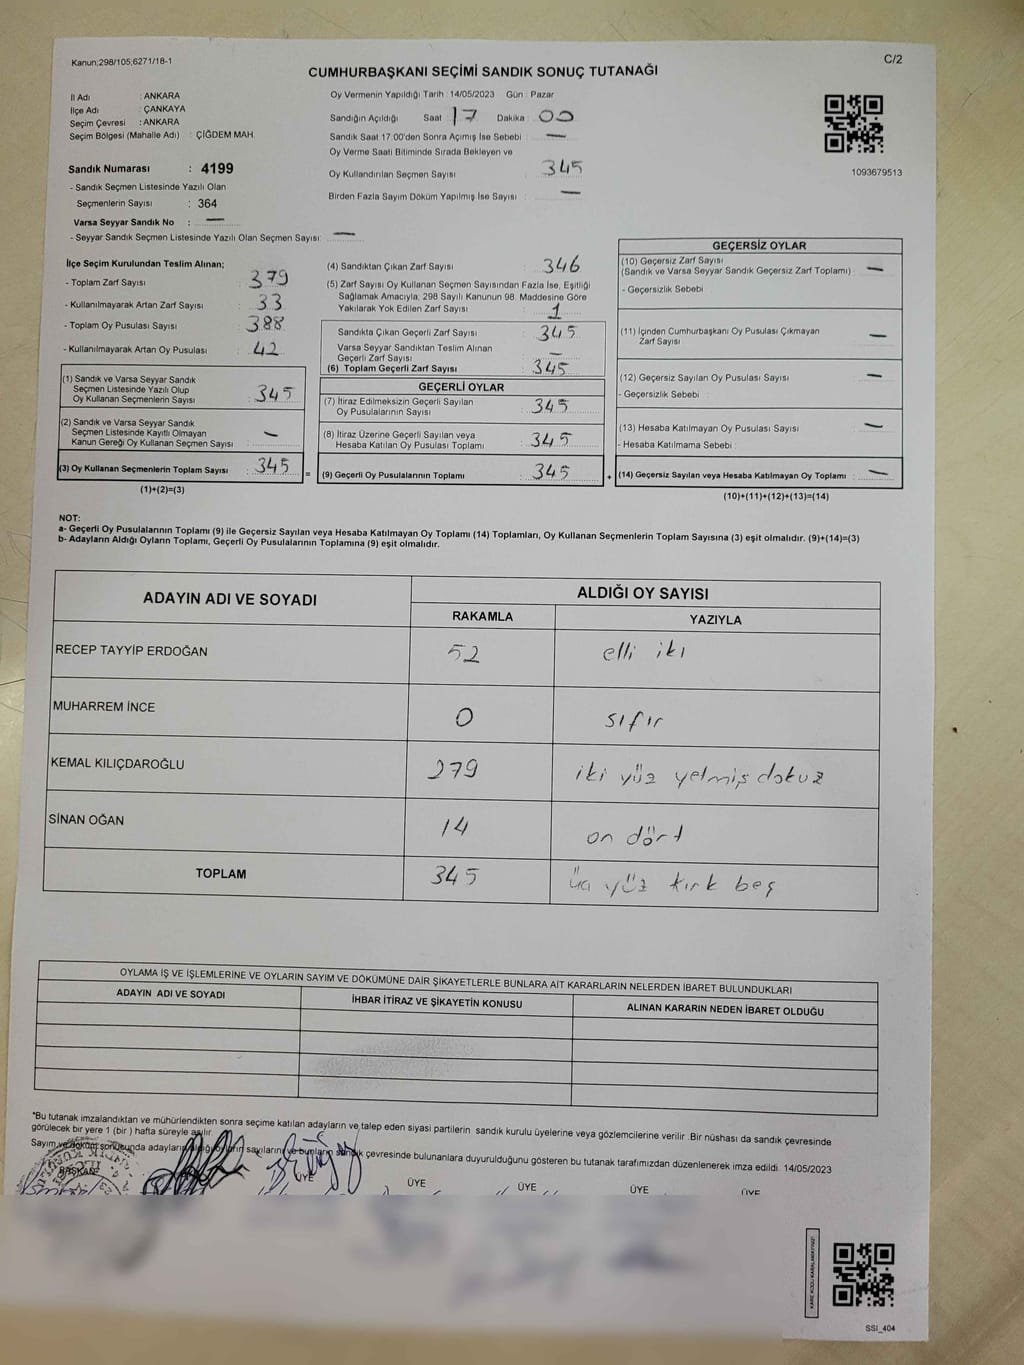 Kanun;298/105;6271/18-1
C/2
CUMHURBAŞKANI SEÇİMİ SANDIK SONUÇ TUTANAĞI
İl Adı : ANKARA
İlçe Adı : ÇANKAYA
Seçim Çevresi : ANKARA
Seçim Bölgesi (Mahalle Adı) : ÇİĞDEM MAH.
Sandık Numarası : 4199
- Sandık Seçmen Listesinde Yazılı Olan
Seçmenlerin Sayısı : 364
Varsa Seyyar Sandık No : —
- Seyyar Sandık Seçmen Listesinde Yazılı Olan Seçmen Sayısı: —
Oy Vermenin Yapıldığı Tarih : 14/05/2023 Gün : Pazar
Sandığın Açıldığı Saat 17 Dakika : 00
Sandık Saat 17:00'den Sonra Açımış İse Sebebi : —
Oy Verme Saati Bitiminde Sırada Bekleyen ve
Oy Kullandırılan Seçmen Sayısı : 345
Birden Fazla Sayım Döküm Yapılmış İse Sayısı : —
1093679513
İlçe Seçim Kurulundan Teslim Alınan;
- Toplam Zarf Sayısı : 379
- Kullanılmayarak Artan Zarf Sayısı : 33
- Toplam Oy Pusulası Sayısı : 388
- Kullanılmayarak Artan Oy Pusulası : 42
(1) Sandık ve Varsa Seyyar Sandık
Seçmen Listesinde Yazılı Olup
Oy Kullanan Seçmenlerin Sayısı : 345
(2) Sandık ve Varsa Seyyar Sandık
Seçmen Listesinde Kayıtlı Olmayan
Kanun Gereği Oy Kullanan Seçmen Sayısı : —
(3) Oy Kullanan Seçmenlerin Toplam Sayısı : 345
(1)+(2)=(3)
=
(4) Sandıktan Çıkan Zarf Sayısı : 346
(5) Zarf Sayısı Oy Kullanan Seçmen Sayısından Fazla İse, Eşitliği
Sağlamak Amacıyla, 298 Sayılı Kanunun 98. Maddesine Göre
Yakılarak Yok Edilen Zarf Sayısı : 1
Sandıkta Çıkan Geçerli Zarf Sayısı : 345
Varsa Seyyar Sandıktan Teslim Alınan
Geçerli Zarf Sayısı : —
(6) Toplam Geçerli Zarf Sayısı : 345
GEÇERLİ OYLAR
(7) İtiraz Edilmeksizin Geçerli Sayılan
Oy Pusulalarının Sayısı : 345
(8) İtiraz Üzerine Geçerli Sayılan veya
Hesaba Katılan Oy Pusulası Toplamı : 345
(9) Geçerli Oy Pusulalarının Toplamı : 345
+
GEÇERSİZ OYLAR
(10) Geçersiz Zarf Sayısı
(Sandık ve Varsa Seyyar Sandık Geçersiz Zarf Toplamı) : —
- Geçersizlik Sebebi :
(11) İçinden Cumhurbaşkanı Oy Pusulası Çıkmayan
Zarf Sayısı : —
(12) Geçersiz Sayılan Oy Pusulası Sayısı : —
- Geçersizlik Sebebi :
(13) Hesaba Katılmayan Oy Pusulası Sayısı : —
- Hesaba Katılmama Sebebi :
(14) Geçersiz Sayılan veya Hesaba Katılmayan Oy Toplamı : —
(10)+(11)+(12)+(13)=(14)
NOT:
a- Geçerli Oy Pusulalarının Toplamı (9) ile Geçersiz Sayılan veya Hesaba Katılmayan Oy Toplamı (14) Toplamları, Oy Kullanan Seçmenlerin Toplam Sayısına (3) eşit olmalıdır. (9)+(14)=(3)
b- Adayların Aldığı Oyların Toplamı, Geçerli Oy Pusulalarının Toplamına (9) eşit olmalıdır.
ADAYIN ADI VE SOYADI ALDIĞI OY SAYISI
RAKAMLA YAZIYLA
RECEP TAYYİP ERDOĞAN 52 elli iki
MUHARREM İNCE 0 sıfır
KEMAL KILIÇDAROĞLU 279 iki yüz yetmiş dokuz
SİNAN OĞAN 14 on dört
TOPLAM 345 üç yüz kırk beş
OYLAMA İŞ VE İŞLEMLERİNE VE OYLARIN SAYIM VE DÖKÜMÜNE DAİR ŞİKAYETLERLE BUNLARA AİT KARARLARIN NELERDEN İBARET BULUNDUKLARI
ADAYIN ADI VE SOYADI İHBAR İTİRAZ VE ŞİKAYETİN KONUSU ALINAN KARARIN NEDEN İBARET OLDUĞU
"Bu tutanak imzalandıktan ve mühürlendikten sonra seçime katılan adayların ve talep eden siyasi partilerin sandık kurulu üyelerine veya gözlemcilerine verilir .Bir nüshası da sandık çevresinde
görülecek bir yere 1 (bir ) hafta süreyle asılır.
Sayım ve döküm sonucunda adayların aldığı oyların sayılarını ve bunların sandık çevresinde bulunanlara duyurulduğunu gösteren bu tutanak tarafımızdan düzenlenerek imza edildi. 14/05/2023
BAŞKAN ÜYE ÜYE ÜYE ÜYE ÜYE
SSI_404